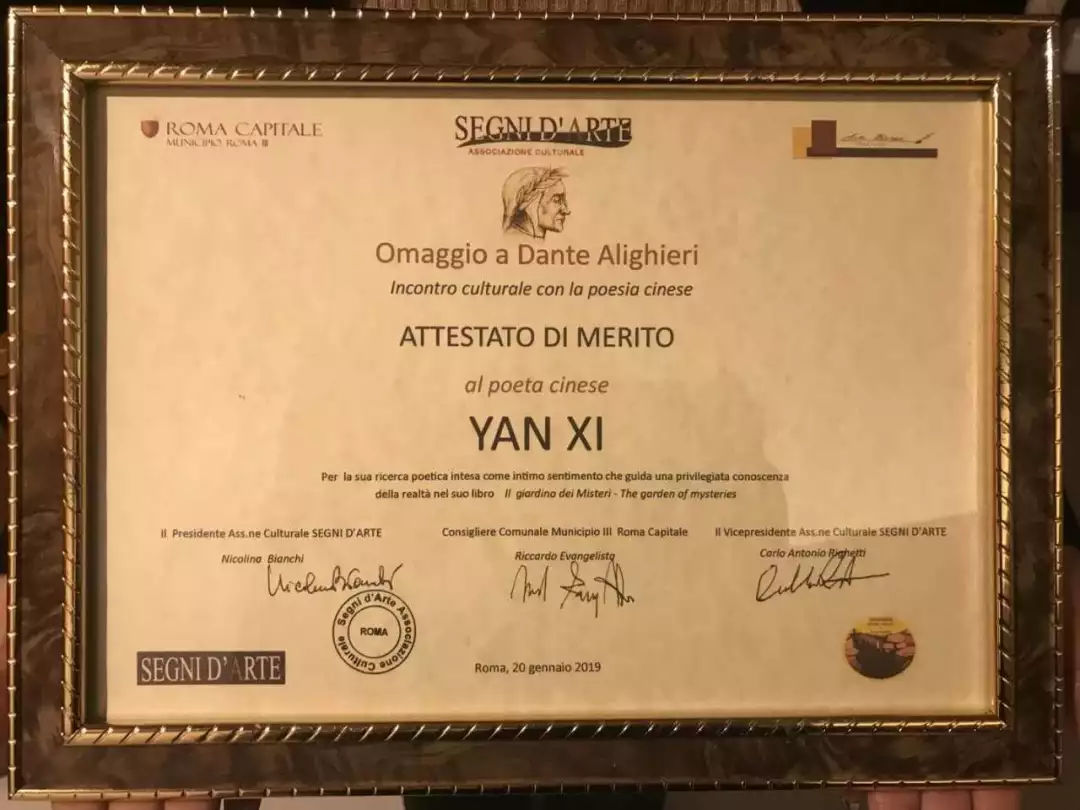 ROMA CAPITALE
MUNICIPIO ROMA III
SEGNI D'ARTE
ASSOCIAZIONE CULTURALE
Omaggio a Dante Alighieri
Incontro culturale con la poesia cinese
ATTESTATO DI MERITO
al poeta cinese
YAN XI
Per la sua ricerca poetica intesa come intimo sentimento che guida una privilegiata conoscenza
della realtà nel suo libro Il giardino dei Misteri - The garden of mysteries
Il Presidente Ass.ne Culturale SEGNI D'ARTE
Nicolina Bianchi
Consigliere Comunale Municipio III Roma Capitale
Riccardo Evangelista
Il Vicepresidente Ass.ne Culturale SEGNI D'ARTE
Carlo Antonio Righetti
Segni d'Arte Associazione Culturale
ROMA
SEGNI D'ARTE
Roma, 20 gennaio 2019